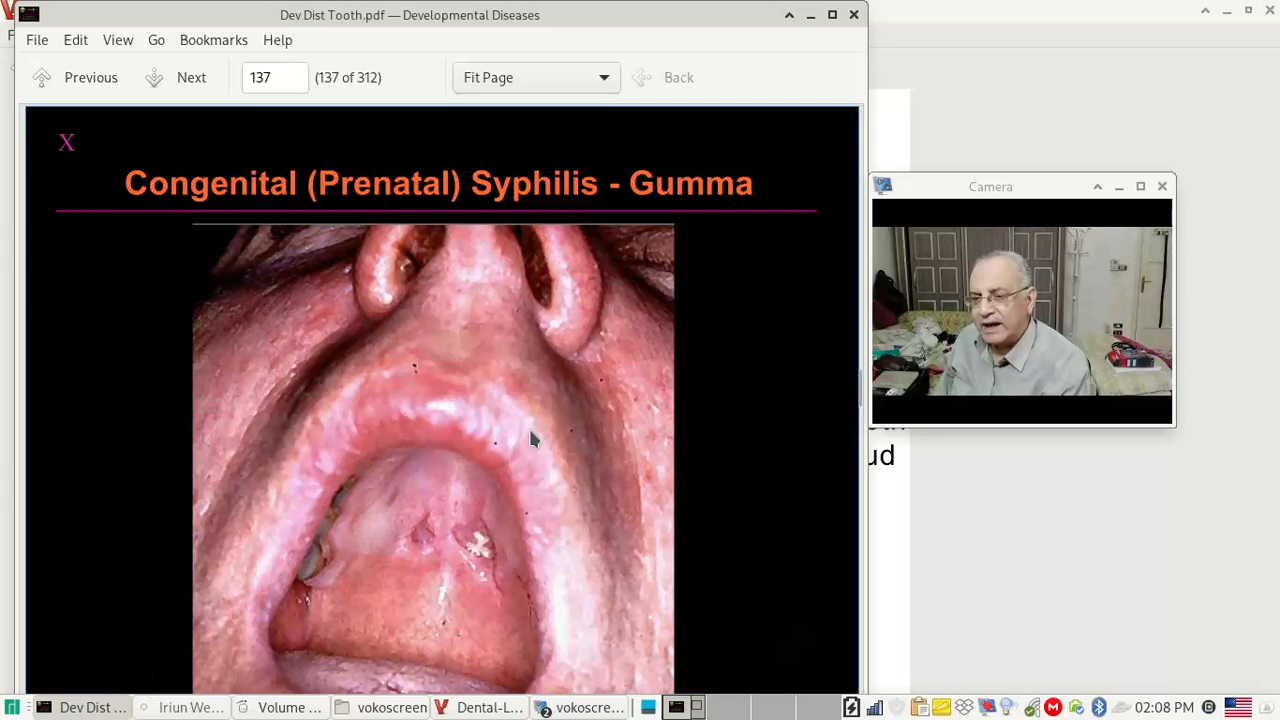 Dev Dist Tooth.pdf — Developmental Diseases
File Edit View Go Bookmarks Help
Previous Next 137 (137 of 312) Fit Page Back
X
Congenital (Prenatal) Syphilis - Gumma
Camera
ud
Dev Dist ... Triun We... Volume ... vokoscreen Dental-L... vokoscre... 02:08 PM